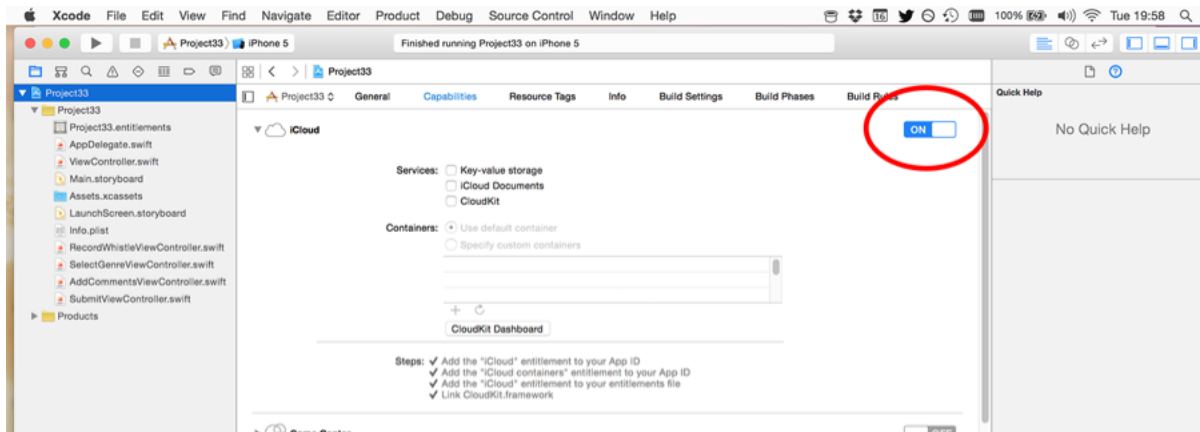 Xcode File Edit View Find Navigate Editor Product Debug Source Control Window Help 16 100% Tue 19:58
Project33 iPhone 5 Finished running Project33 on iPhone 5
Project33
Project33 General Capabilities Resource Tags Info Build Settings Build Phases Build Rules
Project33
Project33
Project33.entitlements
AppDelegate.swift
ViewController.swift
Main.storyboard
Assets.xcassets
LaunchScreen.storyboard
Info.plist
RecordWhistleViewController.swift
SelectGenreViewController.swift
AddCommentsViewController.swift
SubmitViewController.swift
Products
iCloud ON
Services: Key-value storage
iCloud Documents
CloudKit
Containers: Use default container
Specify custom containers
CloudKit Dashboard
Steps: ✓ Add the "iCloud" entitlement to your App ID
✓ Add the "iCloud containers" entitlement to your App ID
✓ Add the "iCloud" entitlement to your entitlements file
✓ Link CloudKit.framework
Game Center OFF
Quick Help
No Quick Help